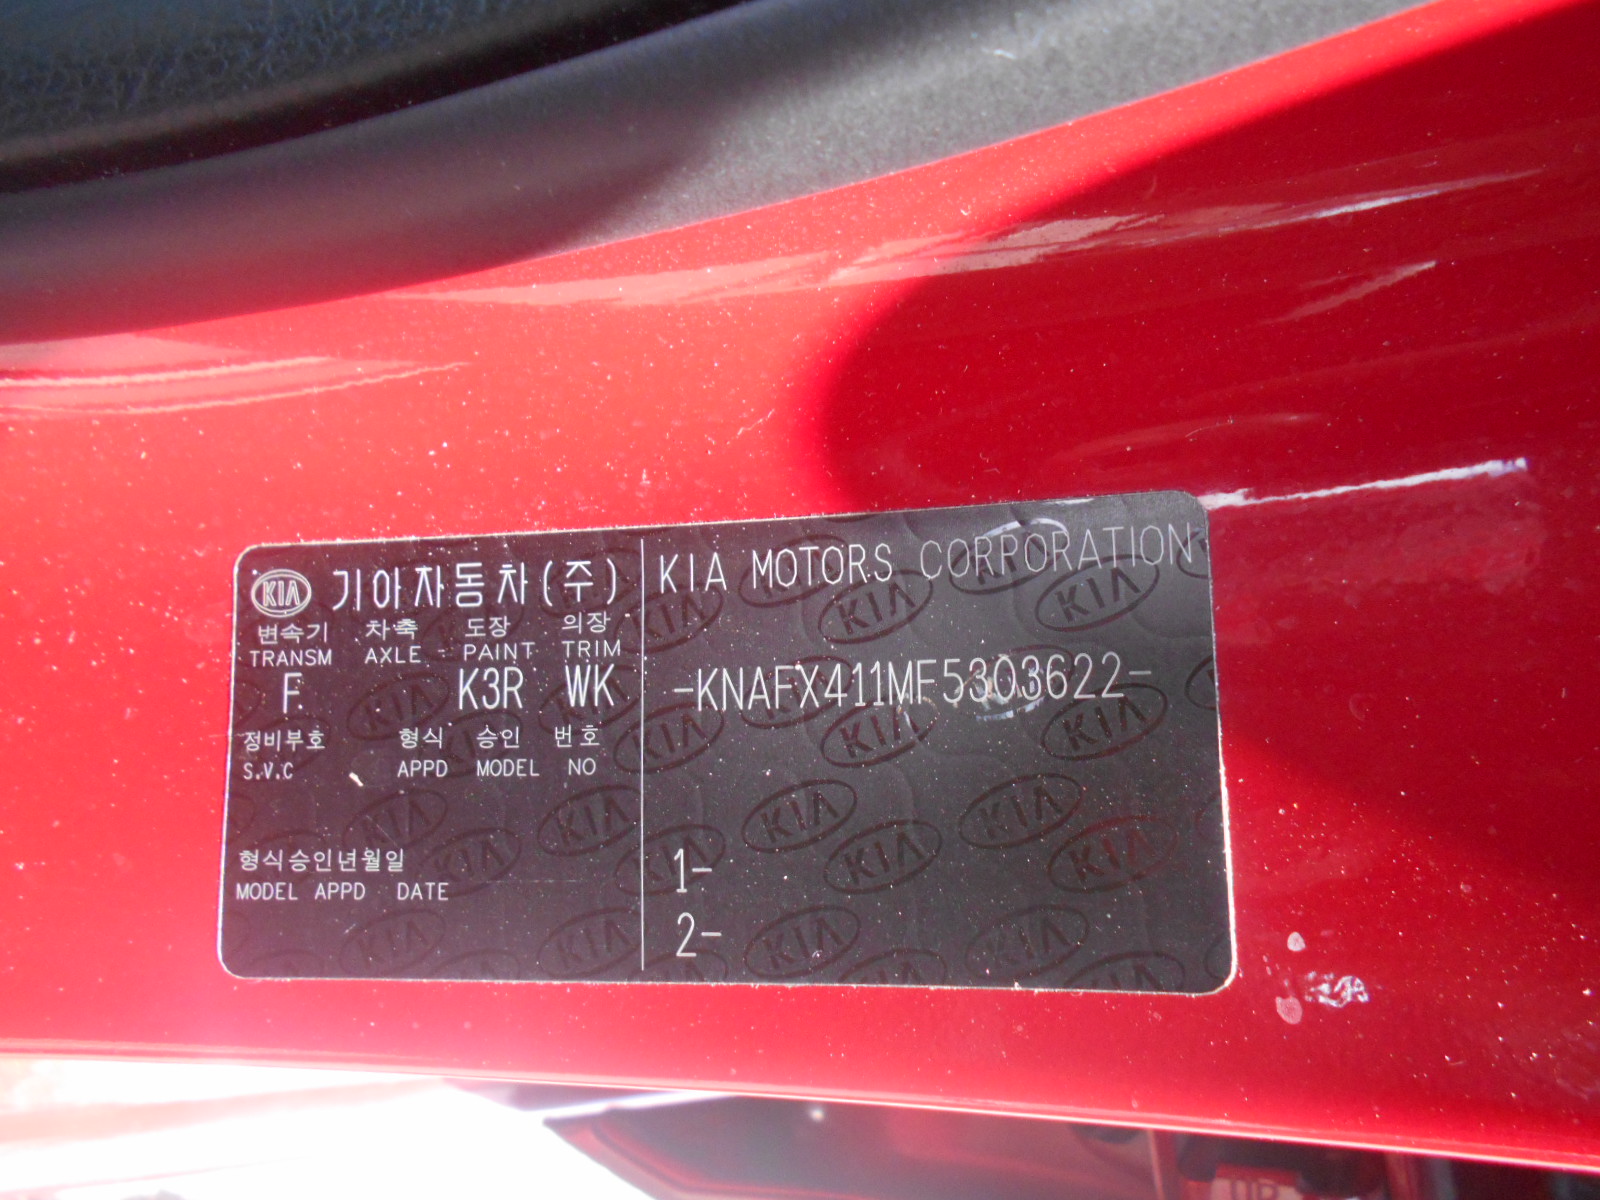 KIA 기아자동차(주)
변속기 차축 도장 의장
TRANSM AXLE PAINT TRIM
F K3R WK
정비부호 형식 승인 번호
S.V.C APPD MODEL NO
형식승인년월일
MODEL APPD DATE
KIA MOTORS CORPORATION
-KNAFX411MF5303622-
1-
2-